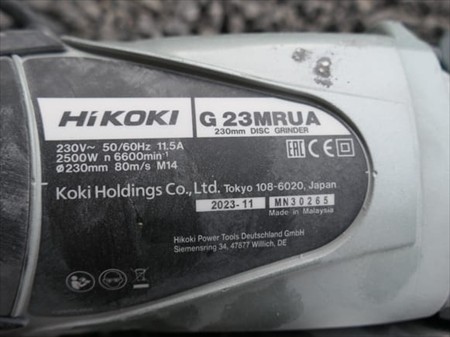 HiKOKI
G 23MRUA
230mm DISC GRINDER
230V~ 50/60Hz 11.5A
2500W n 6600min⁻¹
ø230mm 80m/s M14
EAC CE
Koki Holdings Co., Ltd. Tokyo 108-6020, Japan
2023-11 MN30265
Made in Malaysia
Hikoki Power Tools Deutschland GmbH
Siemensring 34, 47877 Willich, DE